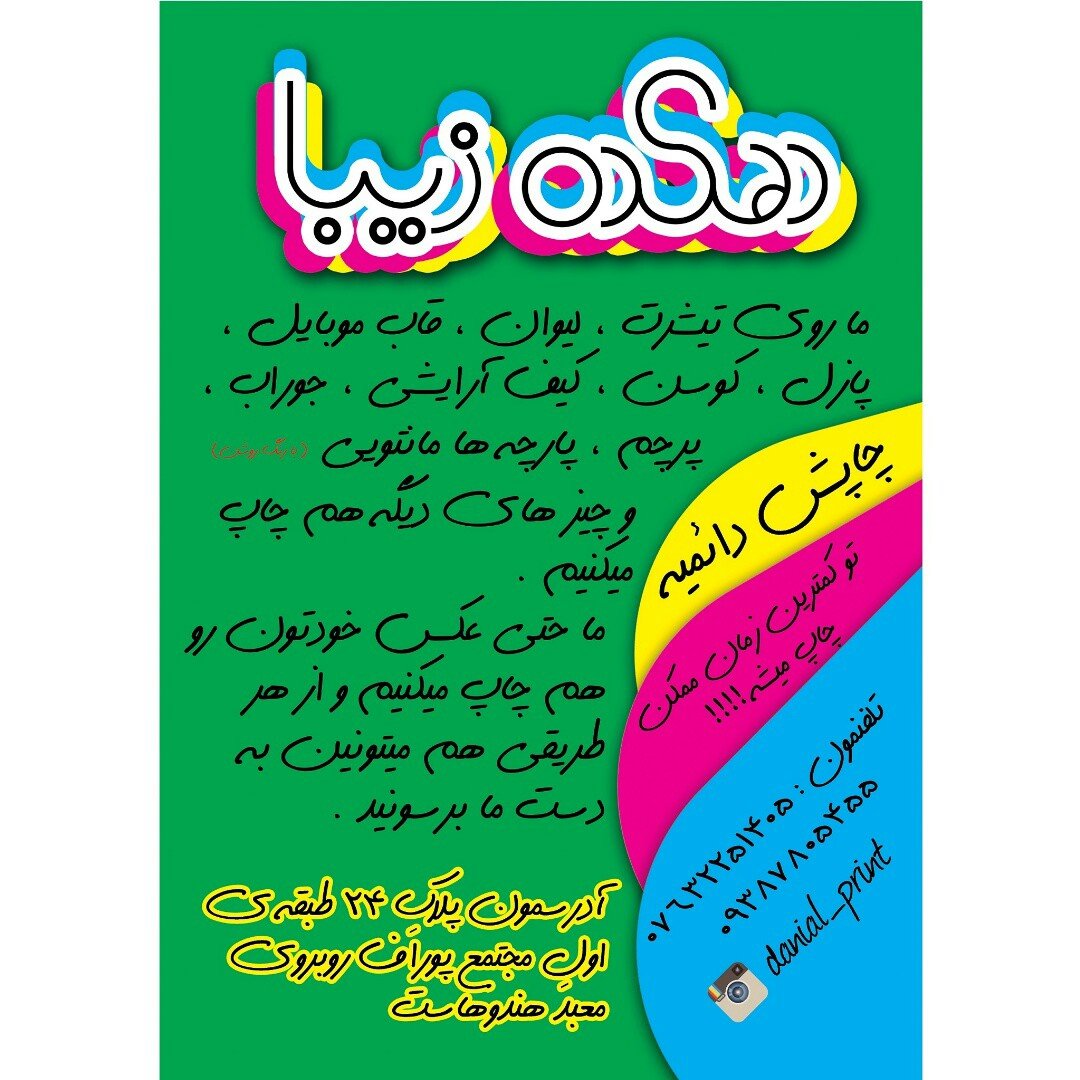 دهکده زیبا
ما روی تیشرت ، لیوان ، قاب موبایل ،
پازل ، کوسن ، کیف آرایشی ، جوراب ،
پرچم ، پارچه ها مانتویی
و چیز های دیگه هم چاپ
میکنیم .
ما حتی عکس خودتون رو
هم چاپ میکنیم و از هر
طریقی هم میتونین به
دست ما برسونید .
چاپش دائمیه
تو کمترین زمان ممکن
چاپ میشه!!!!
تلفنمون : ۰۷۶۳۲۲۵۱۴۰۵
۰۹۳۸۷۸۰۵۴۵۵
danial_print
آدرسمون پلاکِ ۲۴ طبقه ی
اولِ مجتمع پوراف روبروی
معبدِ هندوهاست